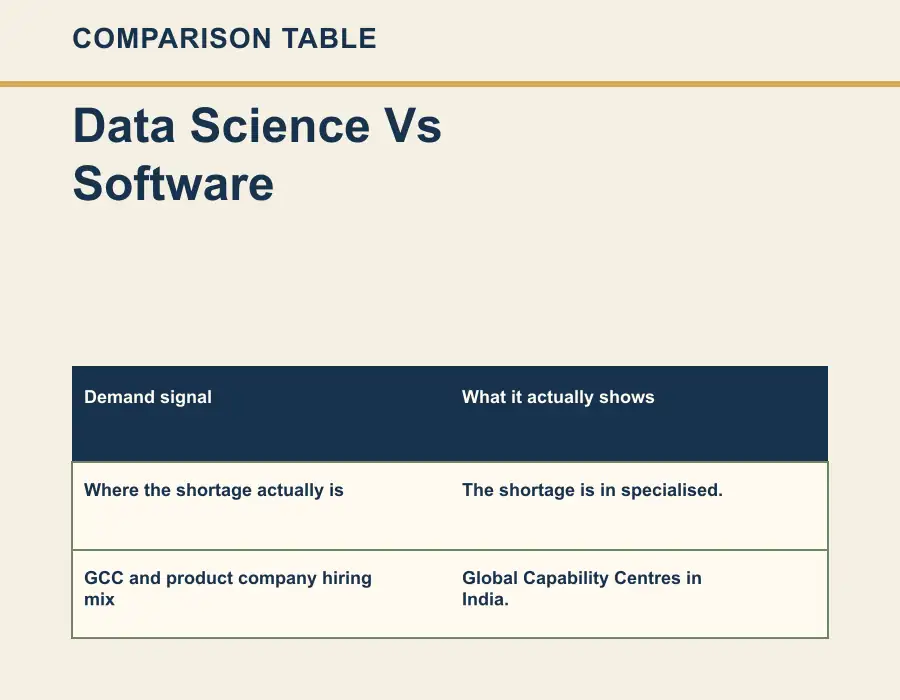 COMPARISON TABLE
Data Science Vs
Software
Demand signal
What it actually shows
Where the shortage actually is
The shortage is in specialised.
GCC and product company hiring
mix
Global Capability Centres in
India.